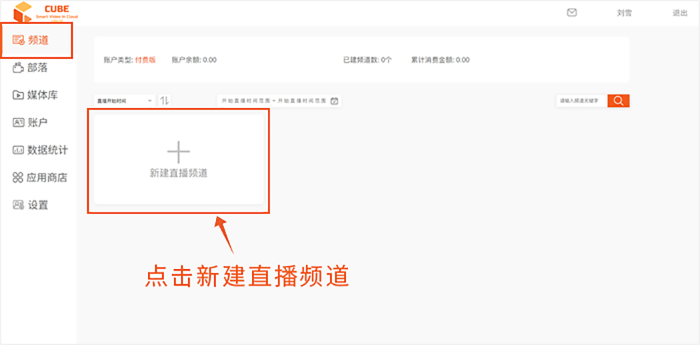 CUBE
Smart Video in Cloud
刘雪
退出
频道
部落
媒体库
账户
数据统计
应用商店
设置
账户类型: 付费版 账户余额: 0.00 已建频道数: 0个 累计消费金额: 0.00
直播开始时间
开始直播时间范围 - 开始直播时间范围
请输入频道关键字
新建直播频道
点击新建直播频道